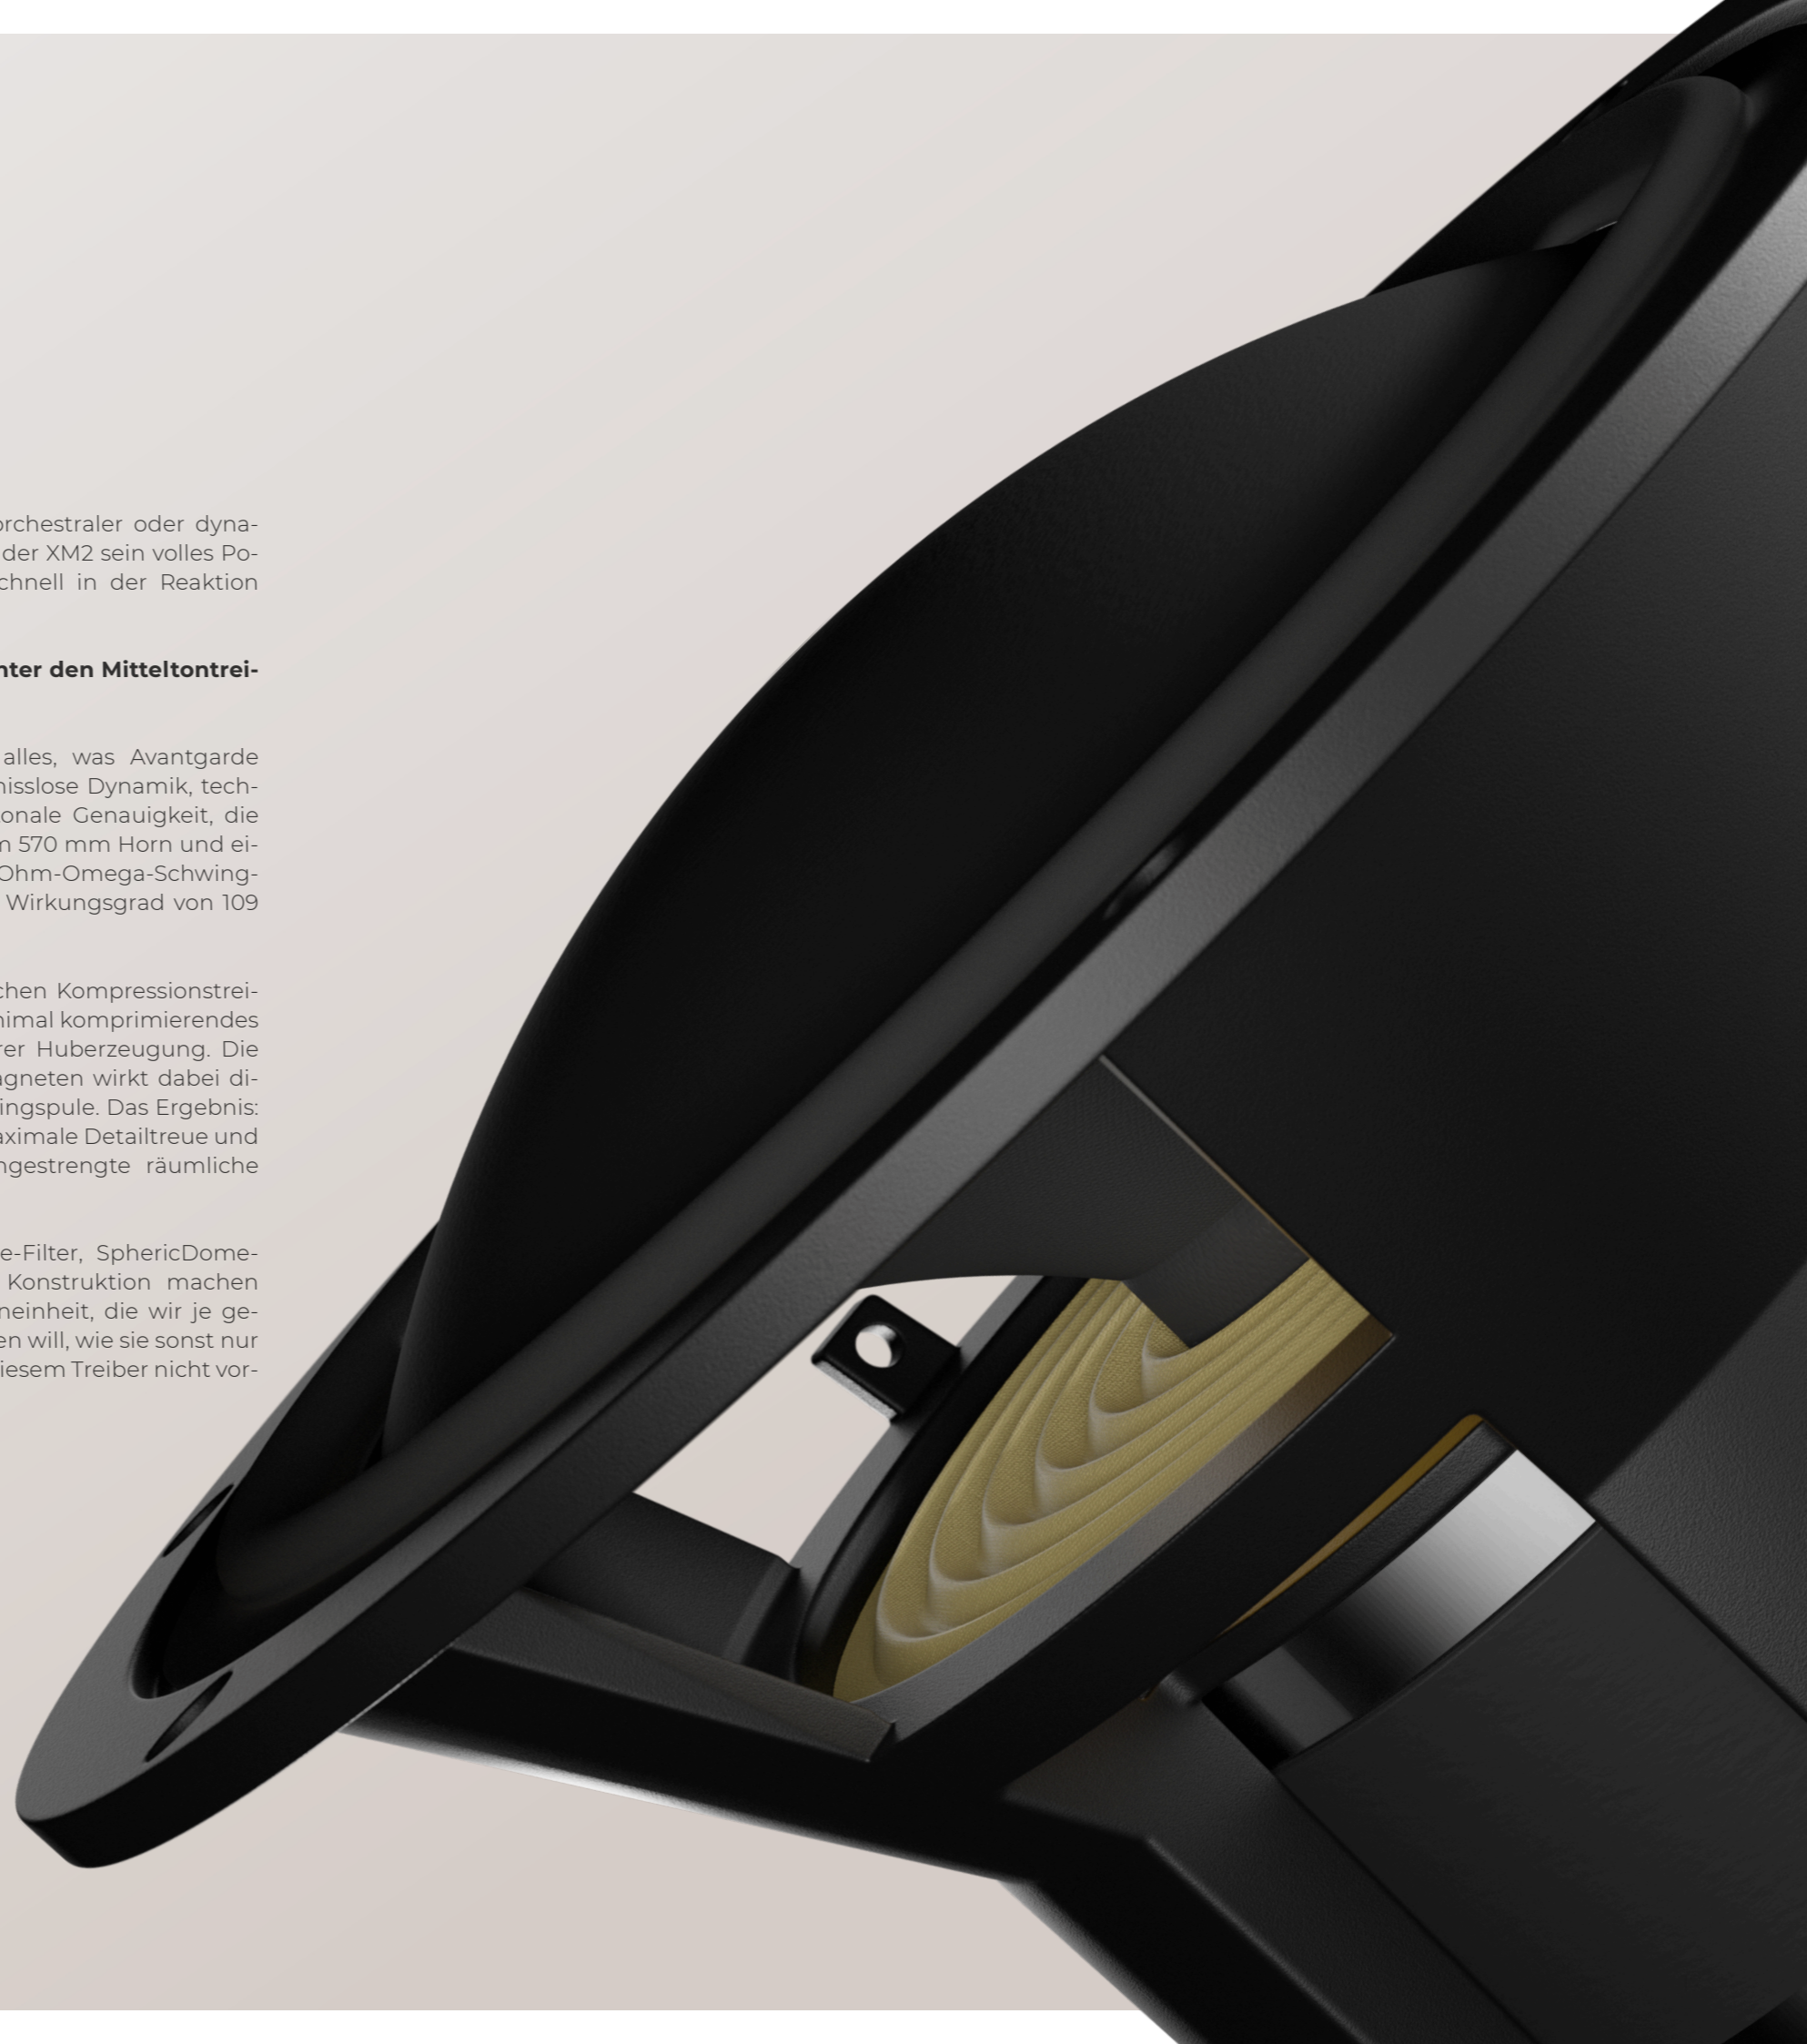 orchestraler oder dyna-
der XM2 sein volles Po-
chnell in der Reaktion
nter den Mitteltontrei-
alles, was Avantgarde
nisslose Dynamik, tech-
onale Genauigkeit, die
m 570 mm Horn und ei-
Ohm-Omega-Schwing-
Wirkungsgrad von 109
chen Kompressionstrei-
nimal komprimierendes
rer Huberzeugung. Die
agneten wirkt dabei di-
ingspule. Das Ergebnis:
aximale Detailtreue und
ngestrengte räumliche
e-Filter, SphericDome-
Konstruktion machen
neinheit, die wir je ge-
en will, wie sie sonst nur
iesem Treiber nicht vor-